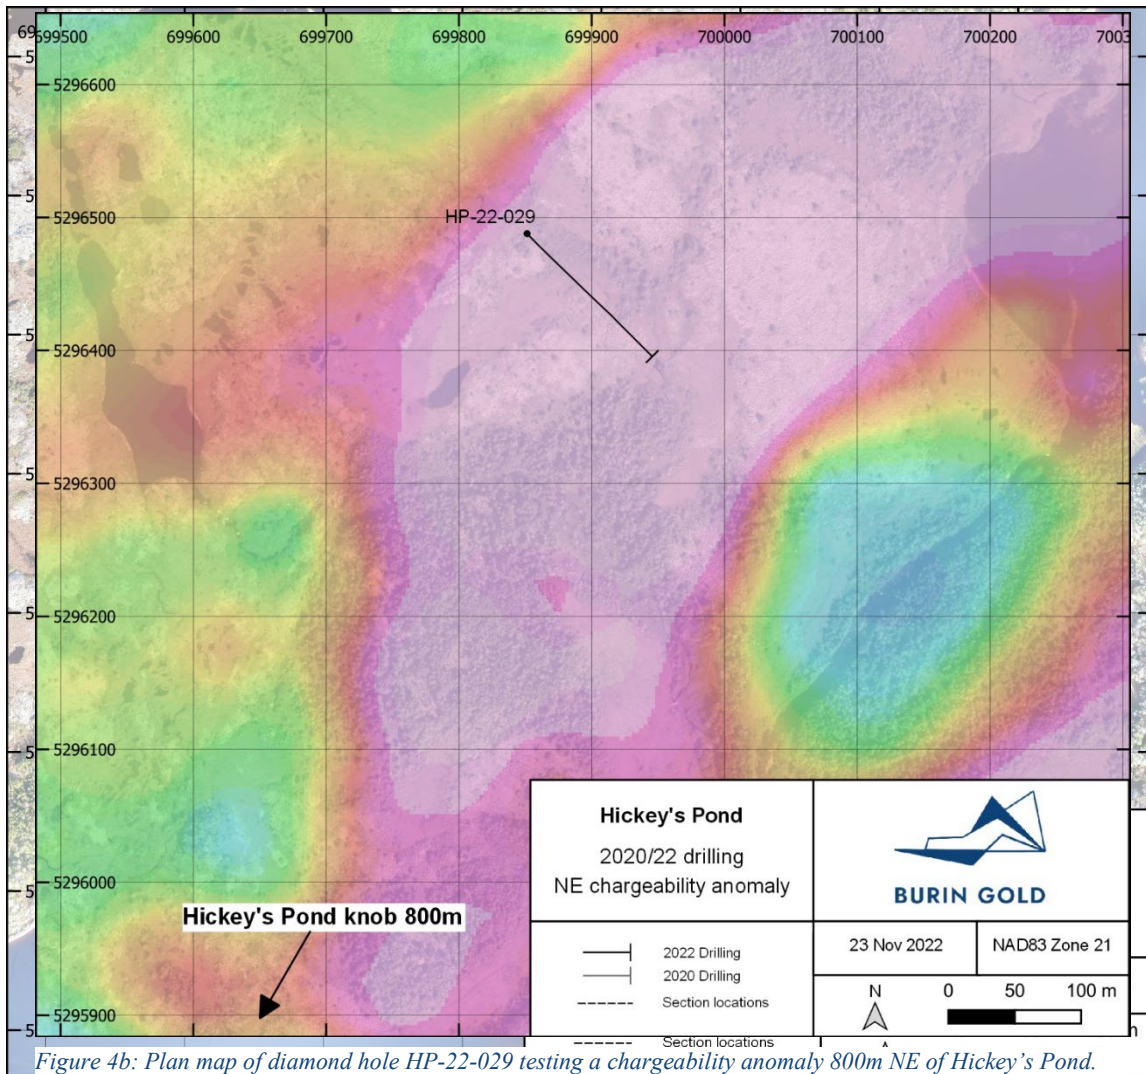 699500 699600 699700 699800 699900 700000 700100 700200 7003
5296600
5296500
HP-22-029
5296400
5296300
5296200
5296100
5296000
5295900
Hickey's Pond knob 800m
Hickey's Pond
2020/22 drilling
NE chargeability anomaly
BURIN GOLD
2022 Drilling
2020 Drilling
Section locations
Section locations
23 Nov 2022
NAD83 Zone 21
N
0 50 100 m
Figure 4b: Plan map of diamond hole HP-22-029 testing a chargeability anomaly 800m NE of Hickey's Pond.